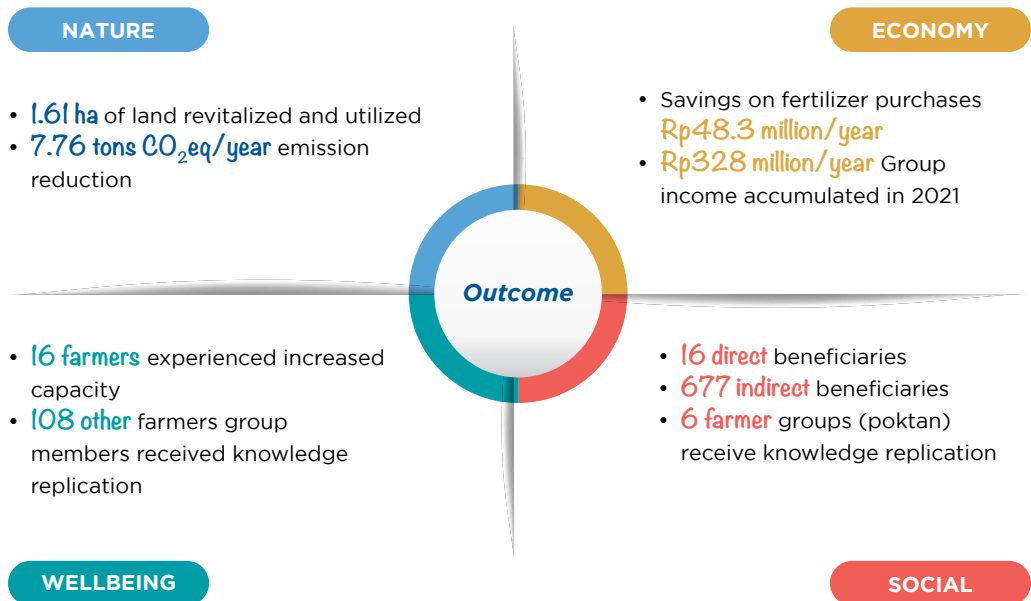 NATURE
• 1.61 ha of land revitalized and utilized
• 7.76 tons CO₂eq/year emission
reduction
ECONOMY
• Savings on fertilizer purchases
Rp48.3 million/year
• Rp328 million/year Group
income accumulated in 2021
Outcome
• 16 farmers experienced increased
capacity
• 108 other farmers group
members received knowledge
replication
WELLBEING
• 16 direct beneficiaries
• 677 indirect beneficiaries
• 6 farmer groups (poktan)
receive knowledge replication
SOCIAL